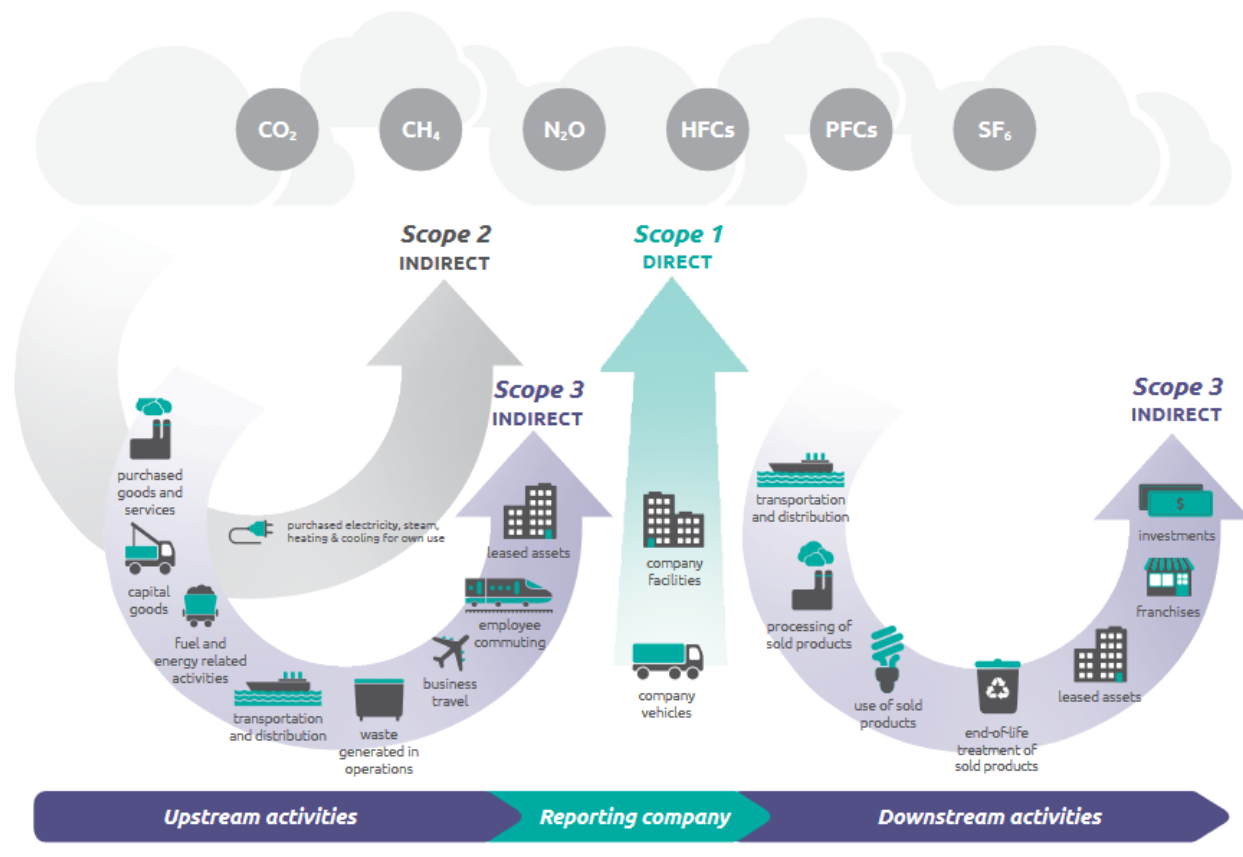 CO₂
CH₄
N₂O
HFCs
PFCs
SF₆
Scope 2
INDIRECT
Scope 1
DIRECT
Scope 3
INDIRECT
Scope 3
INDIRECT
purchased
goods and
services
capital
goods
fuel and
energy related
activities
purchased electricity, steam,
heating & cooling for own use
transportation
and distribution
waste
generated in
operations
business
travel
employee
commuting
leased assets
company
facilities
company
vehicles
transportation
and distribution
processing of
sold products
use of sold
products
end-of-life
treatment of
sold products
leased assets
franchises
$
investments
Upstream activities
Reporting company
Downstream activities